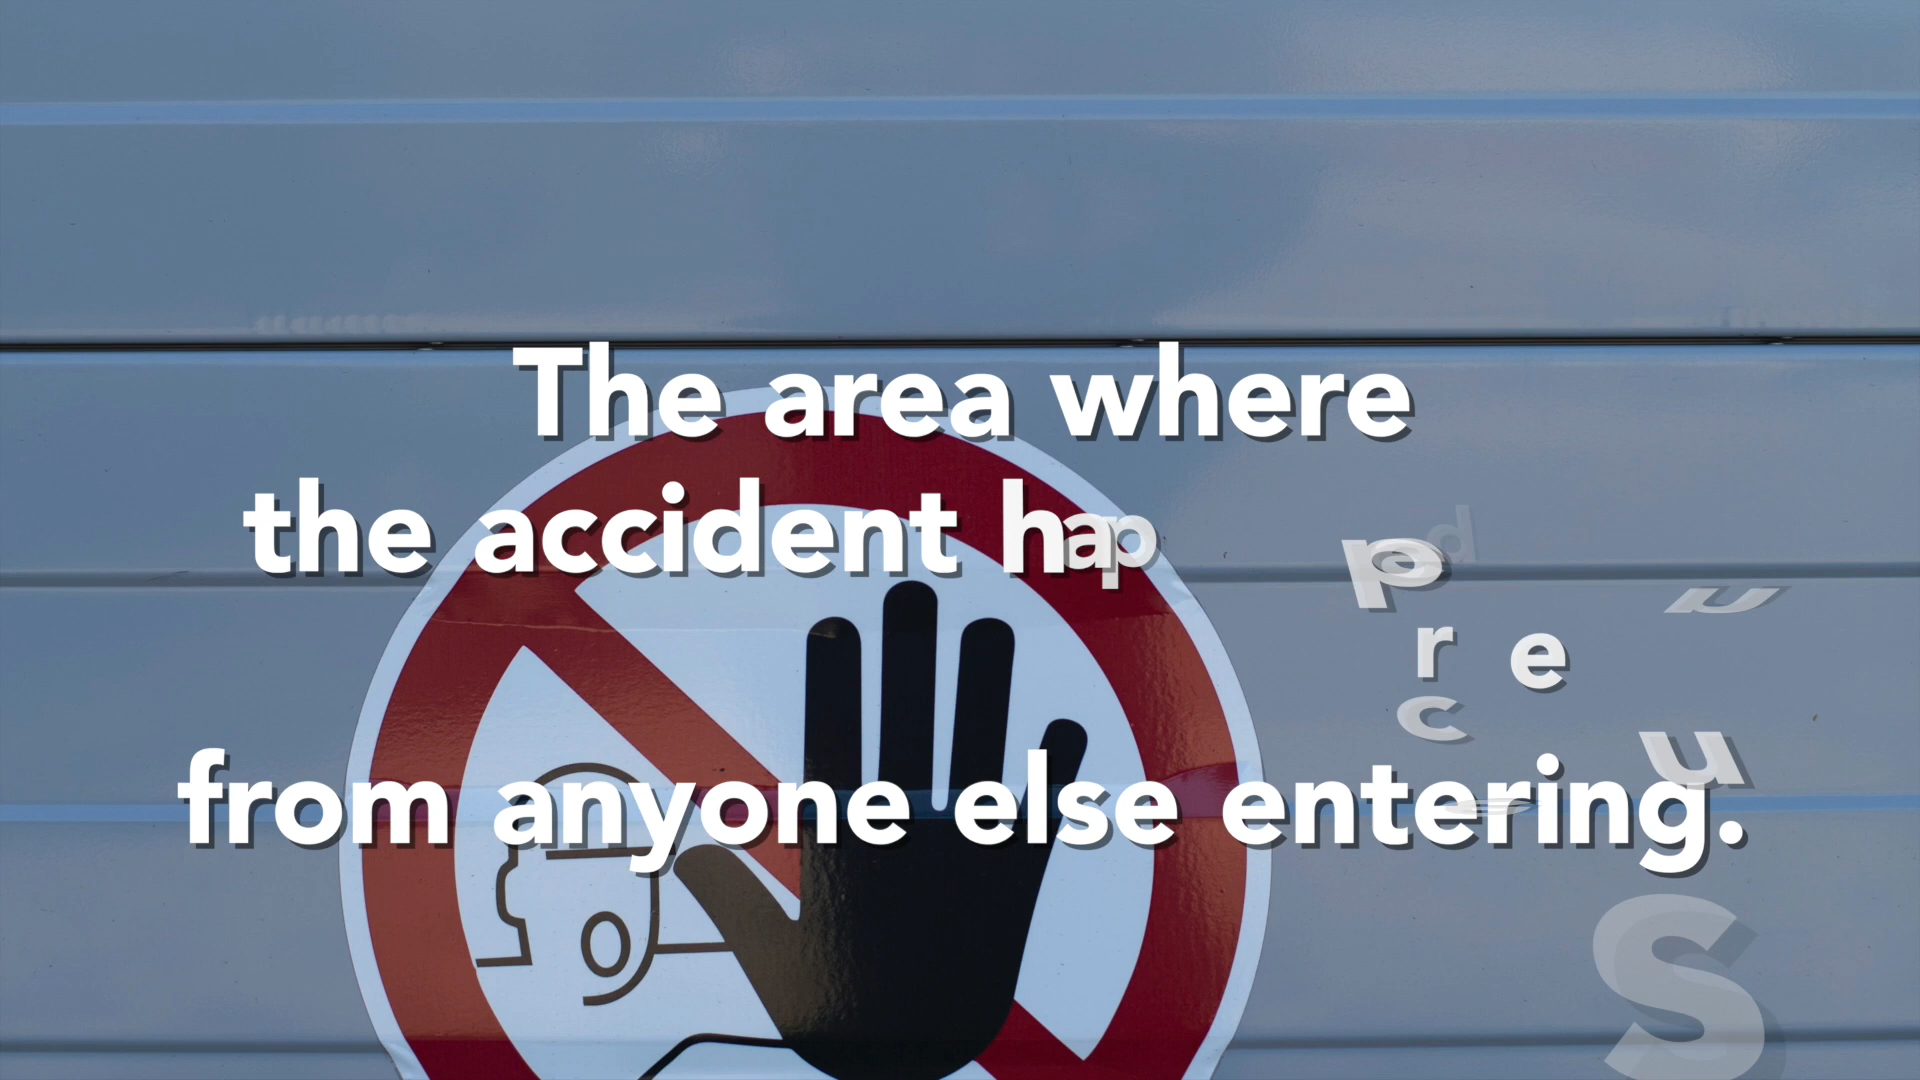 The area where
the accident hap
from anyone else entering.